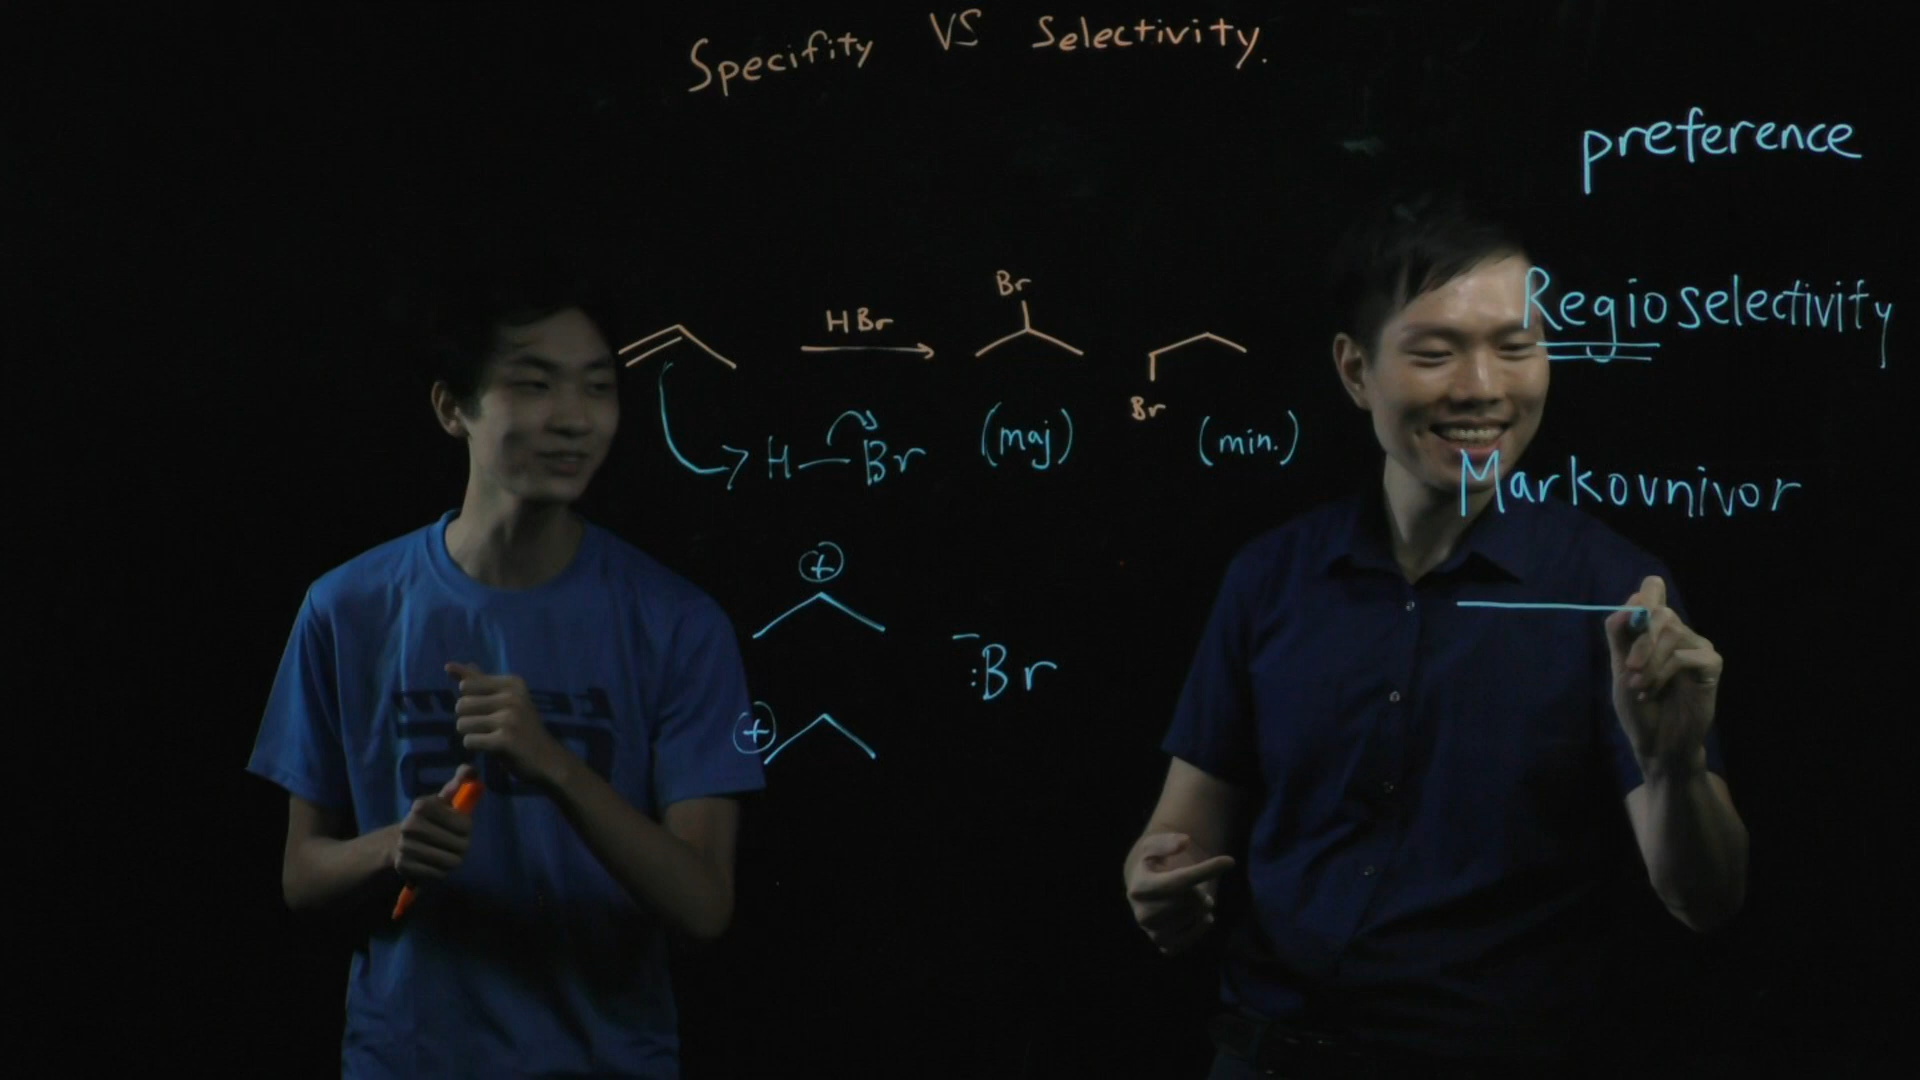 Specifity VS Selectivity.
preference
Regioselectivity
HBr
Br
Br
(maj)
(min.)
H—Br
Markovnivor
+
:Br
+